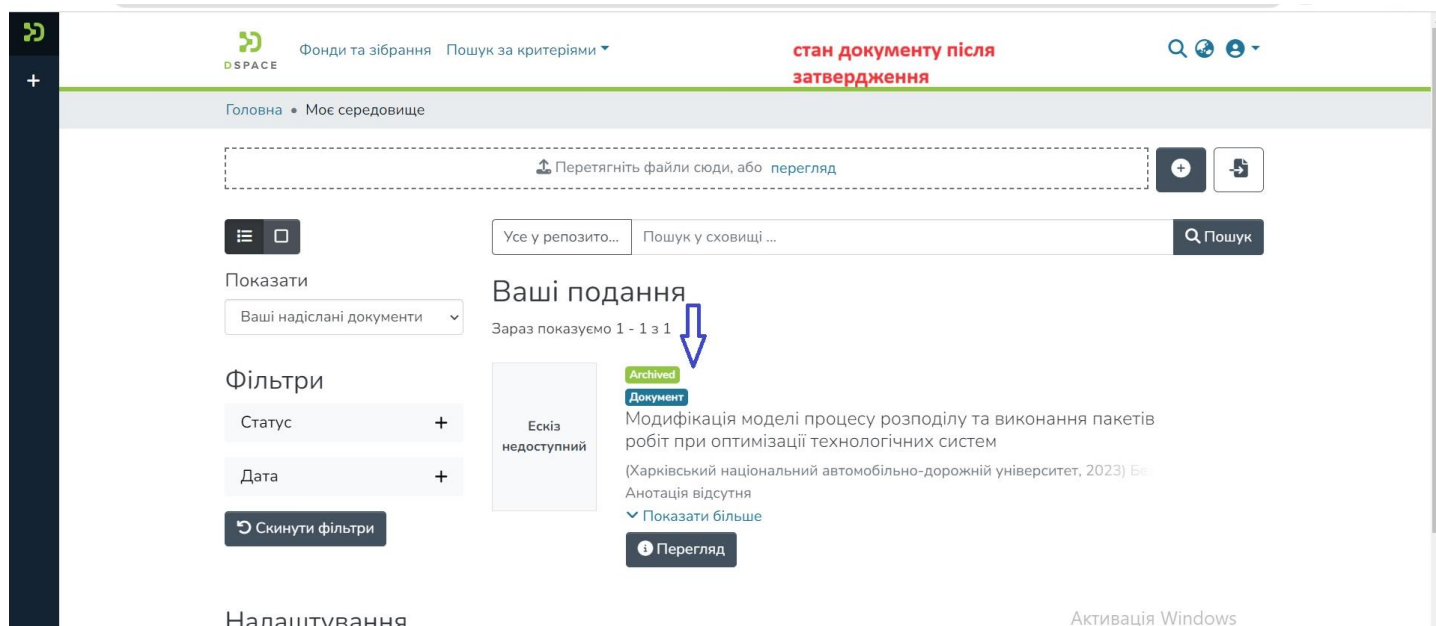 DSPACE
Фонди та зібрання Пошук за критеріями
стан документу після
затвердження
Головна • Моє середовище
Перетягніть файли сюди, або перегляд
Усе у репозито... Пошук у сховищі ... Пошук
Показати
Ваші надіслані документи
Ваші подання
Зараз показуємо 1 - 1 з 1
Фільтри
Статус
Дата
Скинути фільтри
Ескіз
недоступний
Archived
Документ
Модифікація моделі процесу розподілу та виконання пакетів
робіт при оптимізації технологічних систем
(Харківський національний автомобільно-дорожній університет, 2023)
Анотація відсутня
Показати більше
Перегляд
Налаштування
Активація Windows